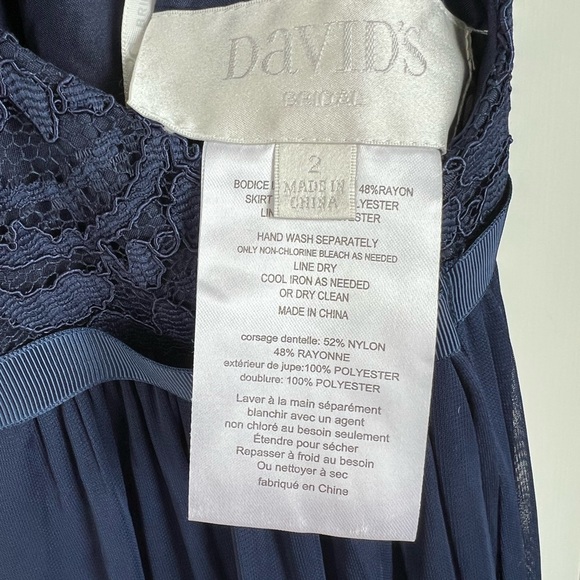 DAVID'S
BRIDAL
2
MADE IN
CHINA
BODICE 48%RAYON
SKIRT
HAND WASH SEPARATELY
ONLY NON-CHLORINE BLEACH AS NEEDED
LINE DRY
COOL IRON AS NEEDED
OR DRY CLEAN
MADE IN CHINA
corsage dentelle: 52% NYLON
48% RAYONNE
extérieur de jupe:100% POLYESTER
doublure: 100% POLYESTER
Laver à la main séparément
blanchir avec un agent
non chloré au besoin seulement
Étendre pour sécher
Repasser à froid au besoin
Ou nettoyer à sec
fabriqué en Chine